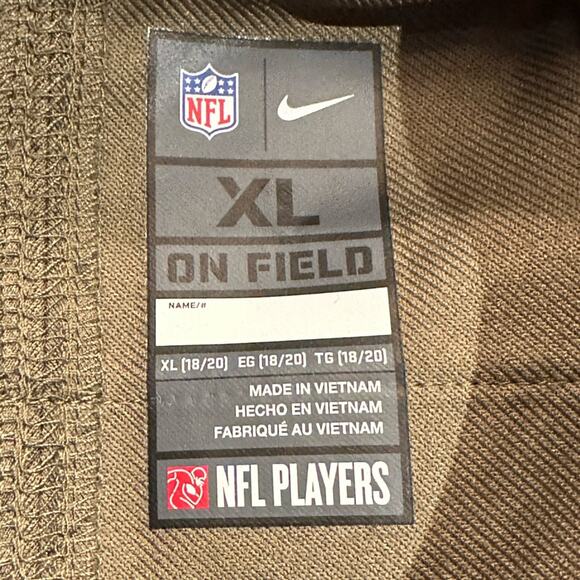 NFL
XL
ON FIELD
NAME/#
XL (18/20) EG (18/20) TG (18/20)
MADE IN VIETNAM
HECHO EN VIETNAM
FABRIQUÉ AU VIETNAM
NFL PLAYERS